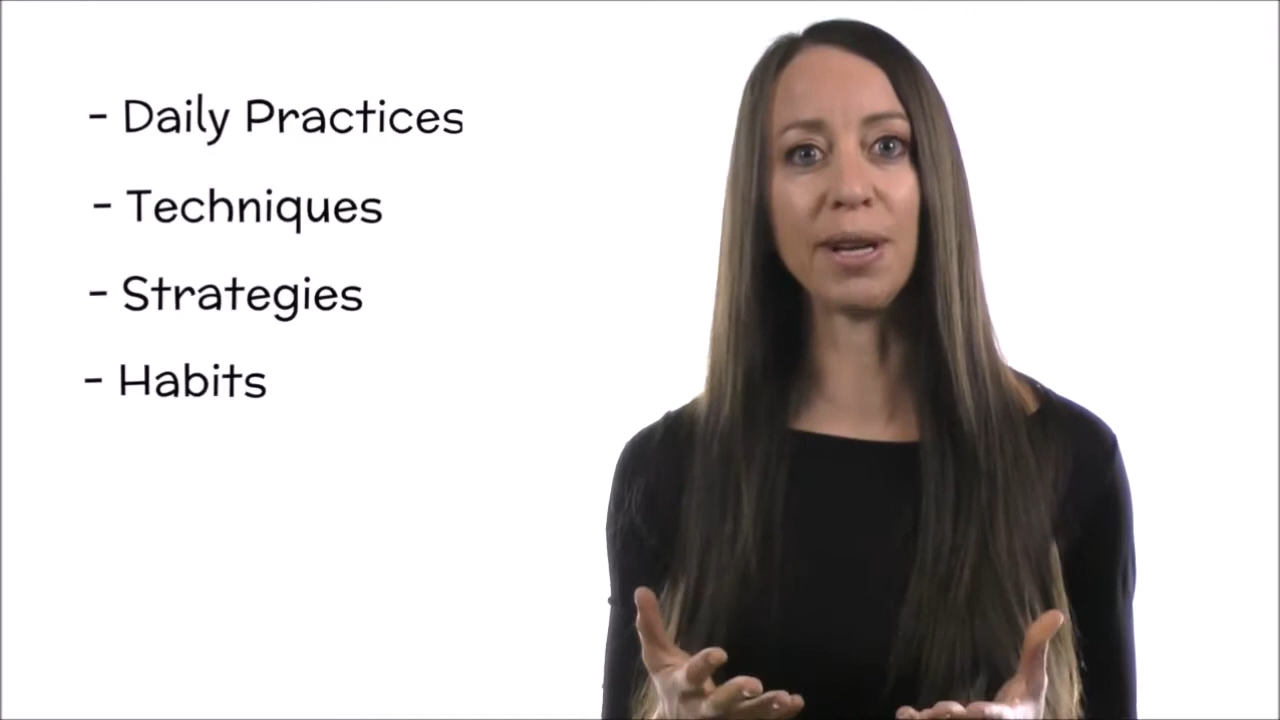 - Daily Practices
- Techniques
- Strategies
- Habits